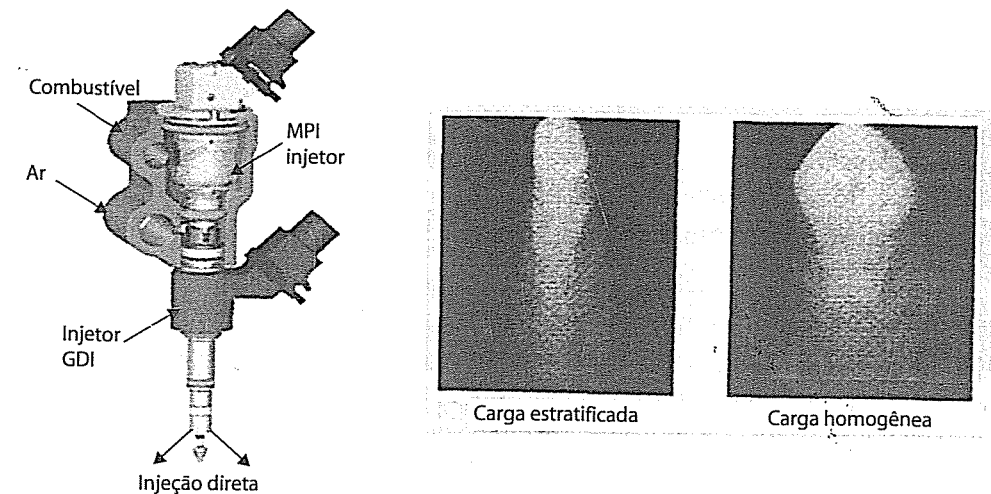 Combustível
MPI
injetor
Ar
Injetor
GDI
Injeção direta
Carga estratificada
Carga homogênea